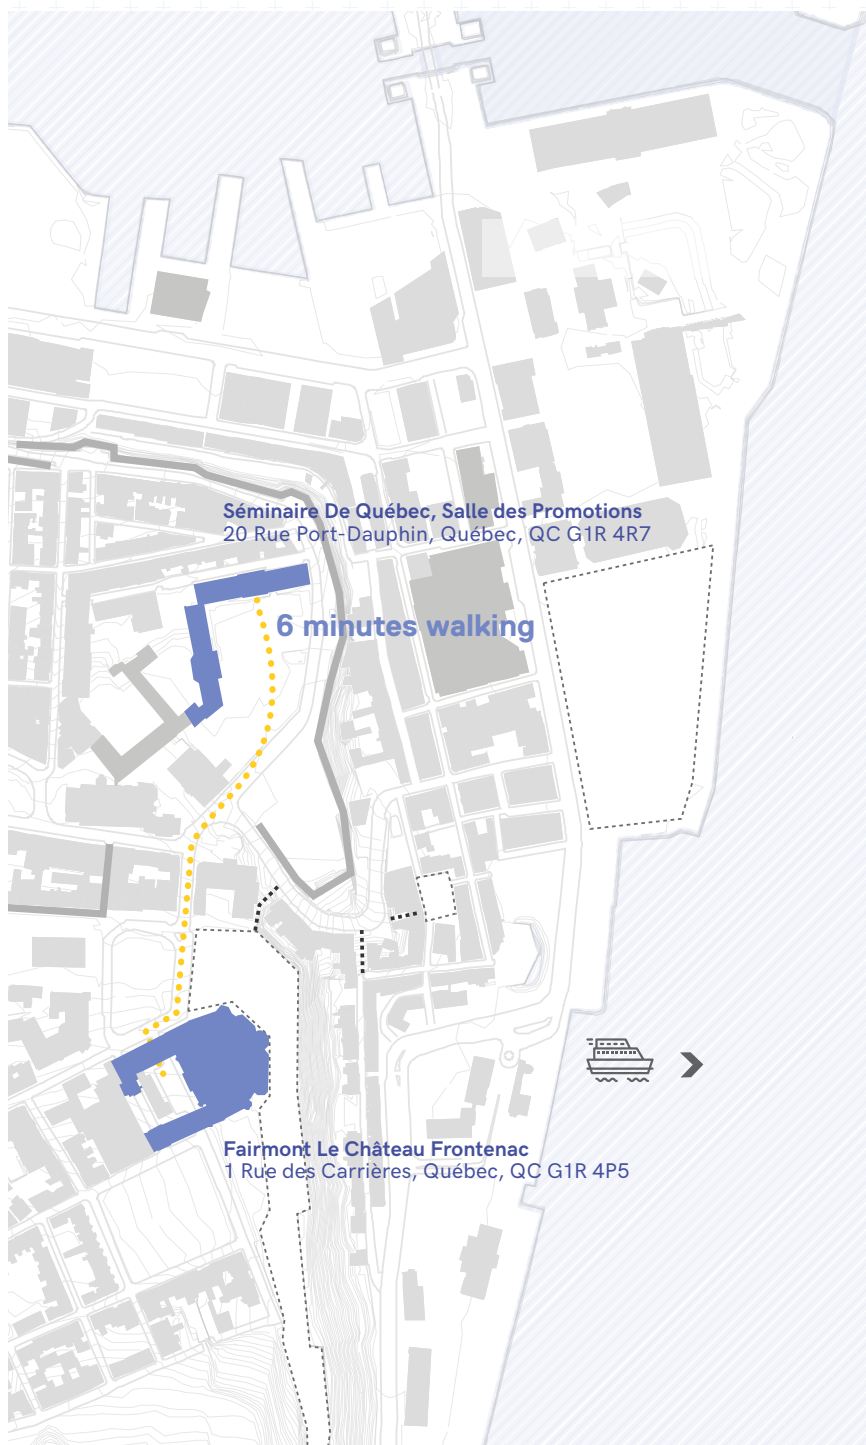 Séminaire De Québec, Salle des Promotions
20 Rue Port-Dauphin, Québec, QC G1R 4R7
6 minutes walking
Fairmont Le Château Frontenac
1 Rue des Carrières, Québec, QC G1R 4P5